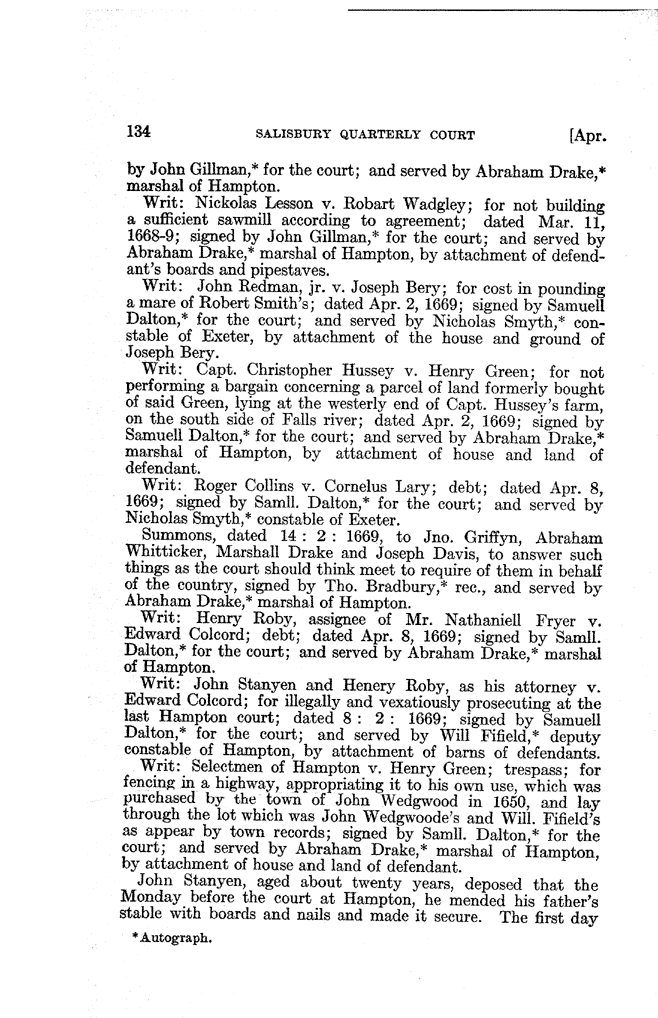 134 SALISBURY QUARTERLY COURT [Apr.
by John Gillman,* for the court; and served by Abraham Drake,*
marshal of Hampton.
Writ: Nickolas Lesson v. Robart Wadgley; for not building
a sufficient sawmill according to agreement; dated Mar. 11,
1668-9; signed by John Gillman,* for the court; and served by
Abraham Drake,* marshal of Hampton, by attachment of defend-
ant's boards and pipestaves.
Writ: John Redman, jr. v. Joseph Bery; for cost in pounding
a mare of Robert Smith's; dated Apr. 2, 1669; signed by Samuell
Dalton,* for the court; and served by Nicholas Smyth,* con-
stable of Exeter, by attachment of the house and ground of
Joseph Bery.
Writ: Capt. Christopher Hussey v. Henry Green; for not
performing a bargain concerning a parcel of land formerly bought
of said Green, lying at the westerly end of Capt. Hussey's farm,
on the south side of Falls river; dated Apr. 2, 1669; signed by
Samuell Dalton,* for the court; and served by Abraham Drake,*
marshal of Hampton, by attachment of house and land of
defendant.
Writ: Roger Collins v. Cornelus Lary; debt; dated Apr. 8,
1669; signed by Samll. Dalton,* for the court; and served by
Nicholas Smyth,* constable of Exeter.
Summons, dated 14 : 2 : 1669, to Jno. Griffyn, Abraham
Whitticker, Marshall Drake and Joseph Davis, to answer such
things as the court should think meet to require of them in behalf
of the country, signed by Tho. Bradbury,* rec., and served by
Abraham Drake,* marshal of Hampton.
Writ: Henry Roby, assignee of Mr. Nathaniell Fryer v.
Edward Colcord; debt; dated Apr. 8, 1669; signed by Samll.
Dalton,* for the court; and served by Abraham Drake,* marshal
of Hampton.
Writ: John Stanyen and Henery Roby, as his attorney v.
Edward Colcord; for illegally and vexatiously prosecuting at the
last Hampton court; dated 8 : 2 : 1669; signed by Samuell
Dalton,* for the court; and served by Will Fifield,* deputy
constable of Hampton, by attachment of barns of defendants.
Writ: Selectmen of Hampton v. Henry Green; trespass; for
fencing in a highway, appropriating it to his own use, which was
purchased by the town of John Wedgwood in 1650, and lay
through the lot which was John Wedgwoode's and Will. Fifield's
as appear by town records; signed by Samll. Dalton,* for the
court; and served by Abraham Drake,* marshal of Hampton,
by attachment of house and land of defendant.
John Stanyen, aged about twenty years, deposed that the
Monday before the court at Hampton, he mended his father's
stable with boards and nails and made it secure. The first day
*Autograph.